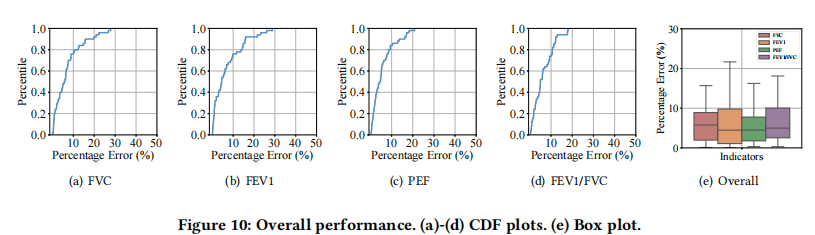 1.0
0.8
0.6
0.4
0.2
0.0
Percentile
0 10 20 30 40 50
Percentage Error (%)
(a) FVC
1.0
0.8
0.6
0.4
0.2
0.0
Percentile
0 10 20 30 40 50
Percentage Error (%)
(b) FEV1
1.0
0.8
0.6
0.4
0.2
0.0
Percentile
0 10 20 30 40 50
Percentage Error (%)
(c) PEF
1.0
0.8
0.6
0.4
0.2
0.0
Percentile
0 10 20 30 40 50
Percentage Error (%)
(d) FEV1/FVC
30
20
10
0
Percentage Error (%)
FVC
FEV1
PEF
FEV1/FVC
Indicators
(e) Overall
Figure 10: Overall performance. (a)-(d) CDF plots. (e) Box plot.